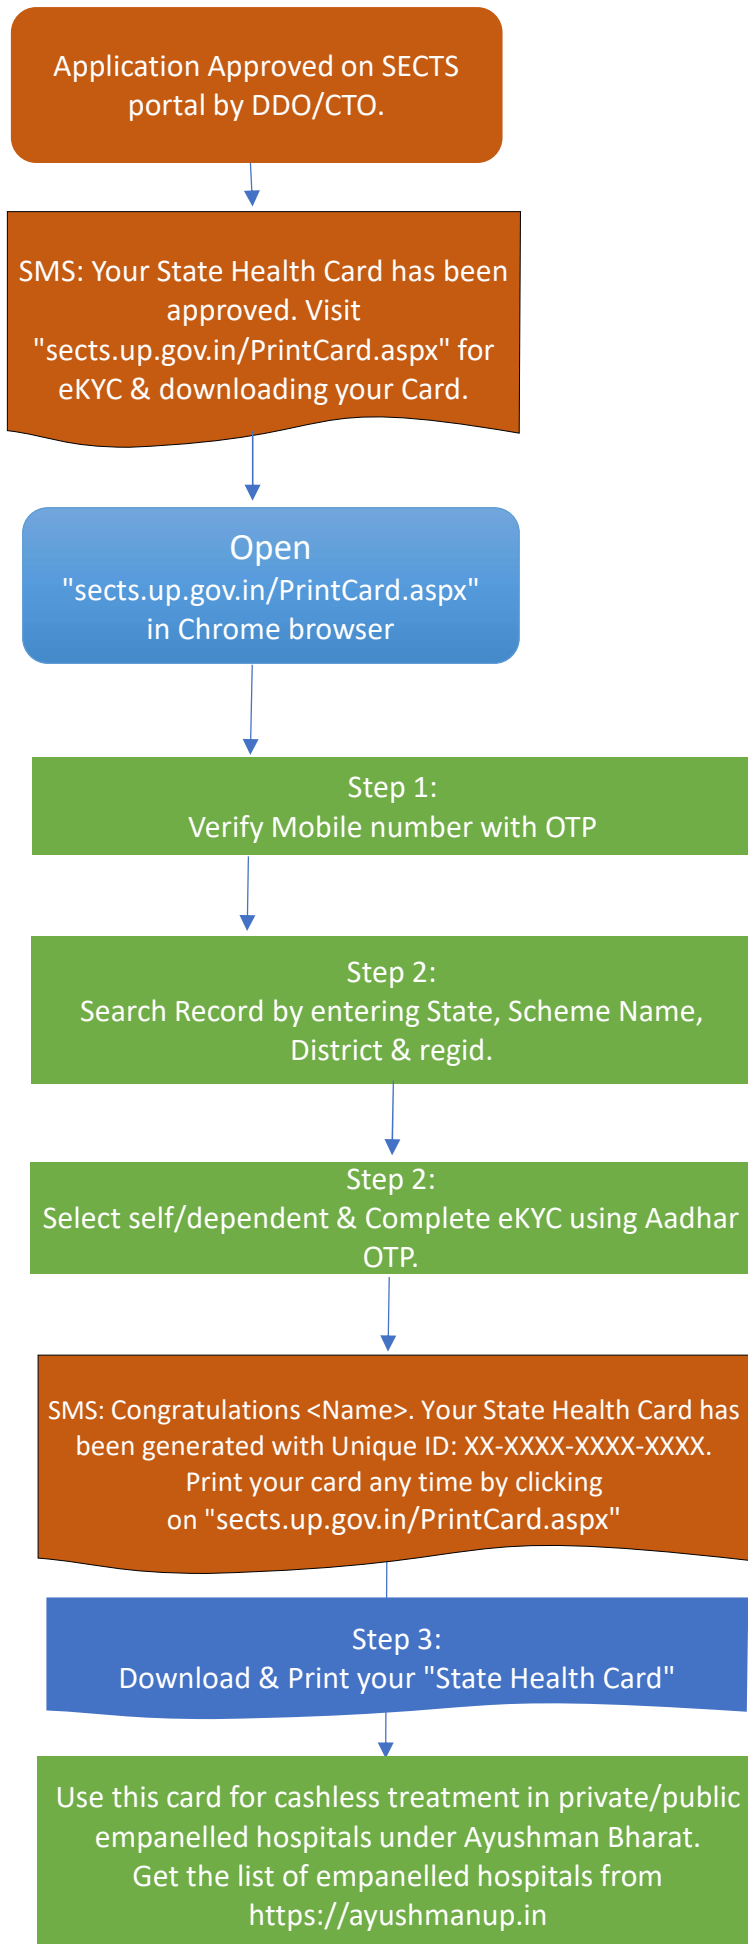 Application Approved on SECTS
portal by DDO/CTO.
SMS: Your State Health Card has been
approved. Visit
"sects.up.gov.in/PrintCard.aspx" for
eKYC & downloading your Card.
Open
"sects.up.gov.in/PrintCard.aspx"
in Chrome browser
Step 1:
Verify Mobile number with OTP
Step 2:
Search Record by entering State, Scheme Name,
District & regid.
Step 2:
Select self/dependent & Complete eKYC using Aadhar
OTP.
SMS: Congratulations <Name>. Your State Health Card has
been generated with Unique ID: XX-XXXX-XXXX-XXXX.
Print your card any time by clicking
on "sects.up.gov.in/PrintCard.aspx"
Step 3:
Download & Print your "State Health Card"
Use this card for cashless treatment in private/public
empanelled hospitals under Ayushman Bharat.
Get the list of empanelled hospitals from
https://ayushmanup.in